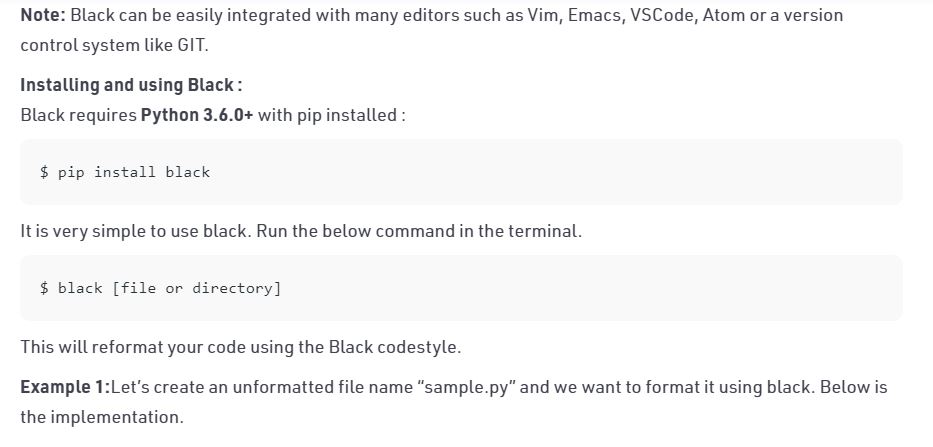 Note: Black can be easily integrated with many editors such as Vim, Emacs, VSCode, Atom or a version
control system like GIT.
Installing and using Black :
Black requires Python 3.6.0+ with pip installed :
$ pip install black
It is very simple to use black. Run the below command in the terminal.
$ black [file or directory]
This will reformat your code using the Black codestyle.
Example 1:Let’s create an unformatted file name “sample.py” and we want to format it using black. Below is
the implementation.